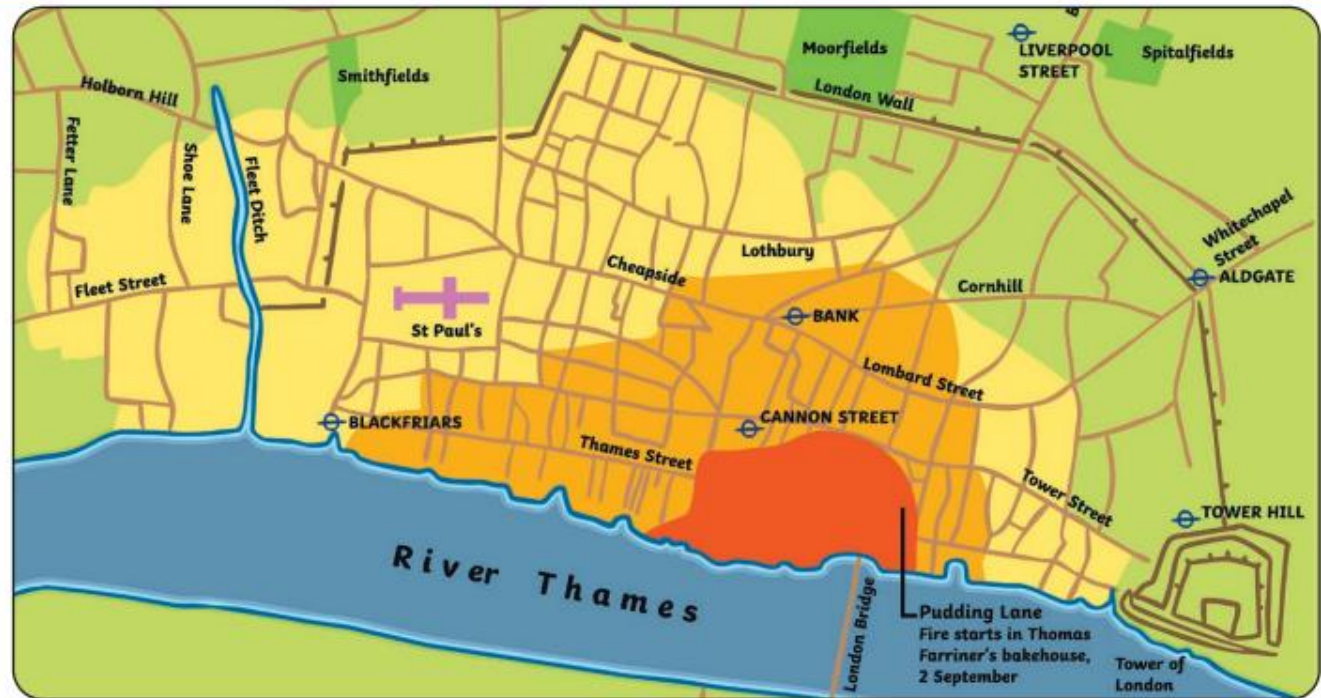 B
LIVERPOOL
STREET
Moorfields
Spitalfields
Smithfields
Holborn Hill
London Wall
Fetter Lane
Shoe Lane
Fleet Ditch
Whitechapel
Street
Lothbury
Cheapside
ALDGATE
Fleet Street
Cornhill
BANK
St Paul's
Lombard Street
CANNON STREET
BLACKFRIARS
Thames Street
Tower Street
TOWER HILL
River Thames
London Bridge
Pudding Lane
Fire starts in Thomas
Farriner's bakehouse,
2 September
Tower of
London